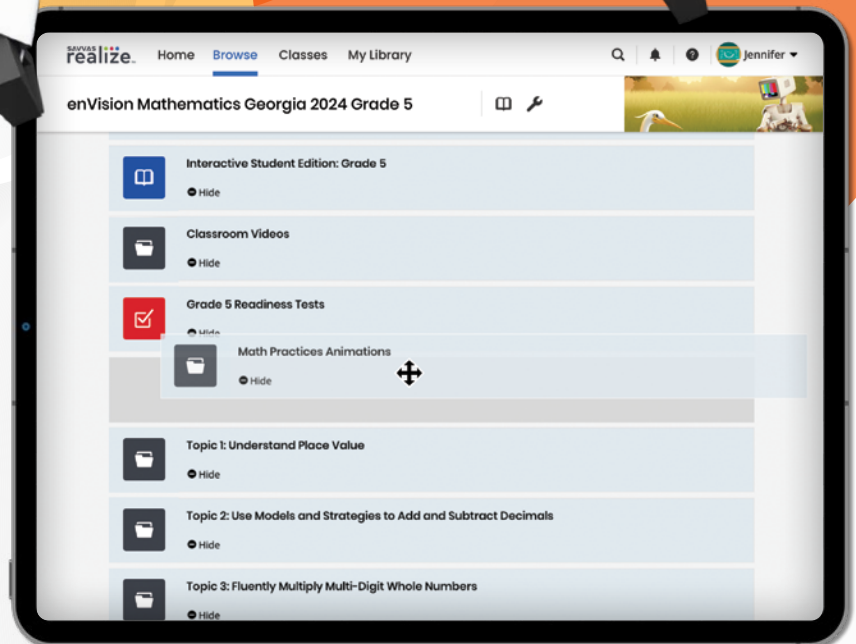 SAVVAS
realize. Home Browse Classes My Library Jennifer
enVision Mathematics Georgia 2024 Grade 5
Interactive Student Edition: Grade 5
Hide
Classroom Videos
Hide
Grade 5 Readiness Tests
Hide
Math Practices Animations
Hide
Topic 1: Understand Place Value
Hide
Topic 2: Use Models and Strategies to Add and Subtract Decimals
Hide
Topic 3: Fluently Multiply Multi-Digit Whole Numbers
Hide